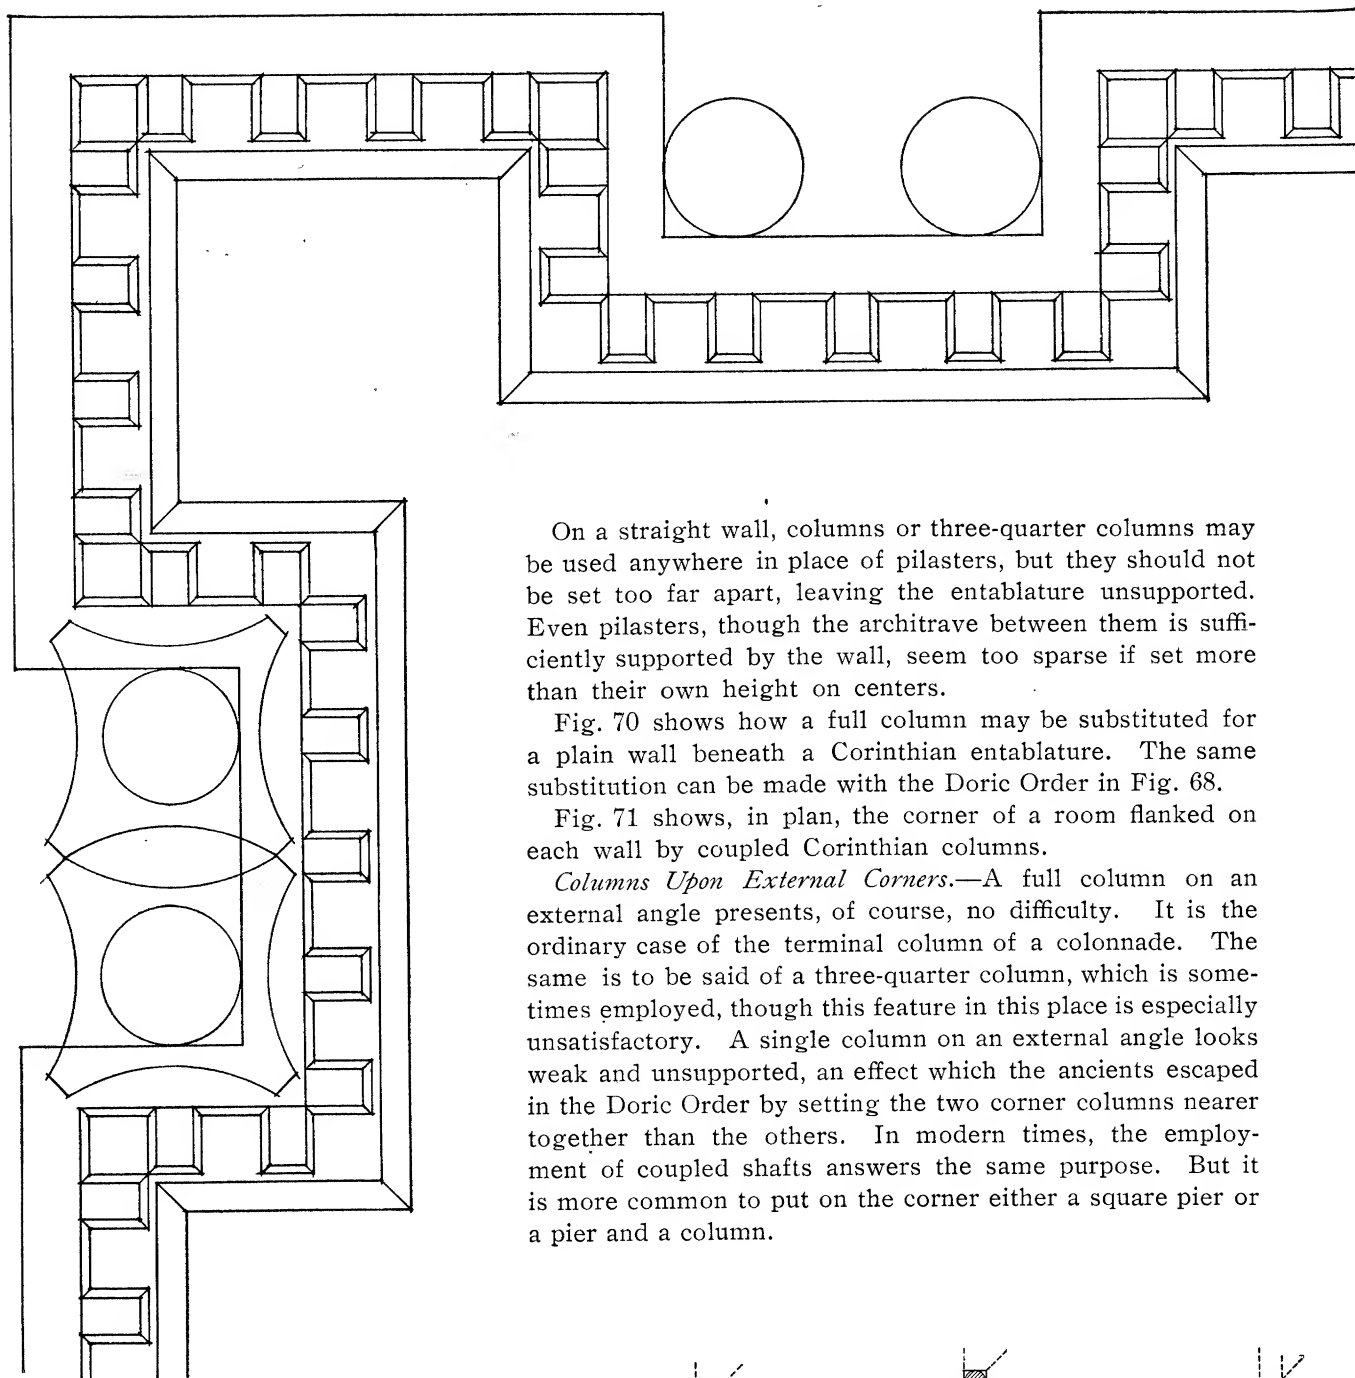 On a straight wall, columns or three-quarter columns may
be used anywhere in place of pilasters, but they should not
be set too far apart, leaving the entablature unsupported.
Even pilasters, though the architrave between them is suffi-
ciently supported by the wall, seem too sparse if set more
than their own height on centers.
Fig. 70 shows how a full column may be substituted for
a plain wall beneath a Corinthian entablature. The same
substitution can be made with the Doric Order in Fig. 68.
Fig. 71 shows, in plan, the corner of a room flanked on
each wall by coupled Corinthian columns.
Columns Upon External Corners.—A full column on an
external angle presents, of course, no difficulty. It is the
ordinary case of the terminal column of a colonnade. The
same is to be said of a three-quarter column, which is some-
times employed, though this feature in this place is especially
unsatisfactory. A single column on an external angle looks
weak and unsupported, an effect which the ancients escaped
in the Doric Order by setting the two corner columns nearer
together than the others. In modern times, the employ-
ment of coupled shafts answers the same purpose. But it
is more common to put on the corner either a square pier or
a pier and a column.